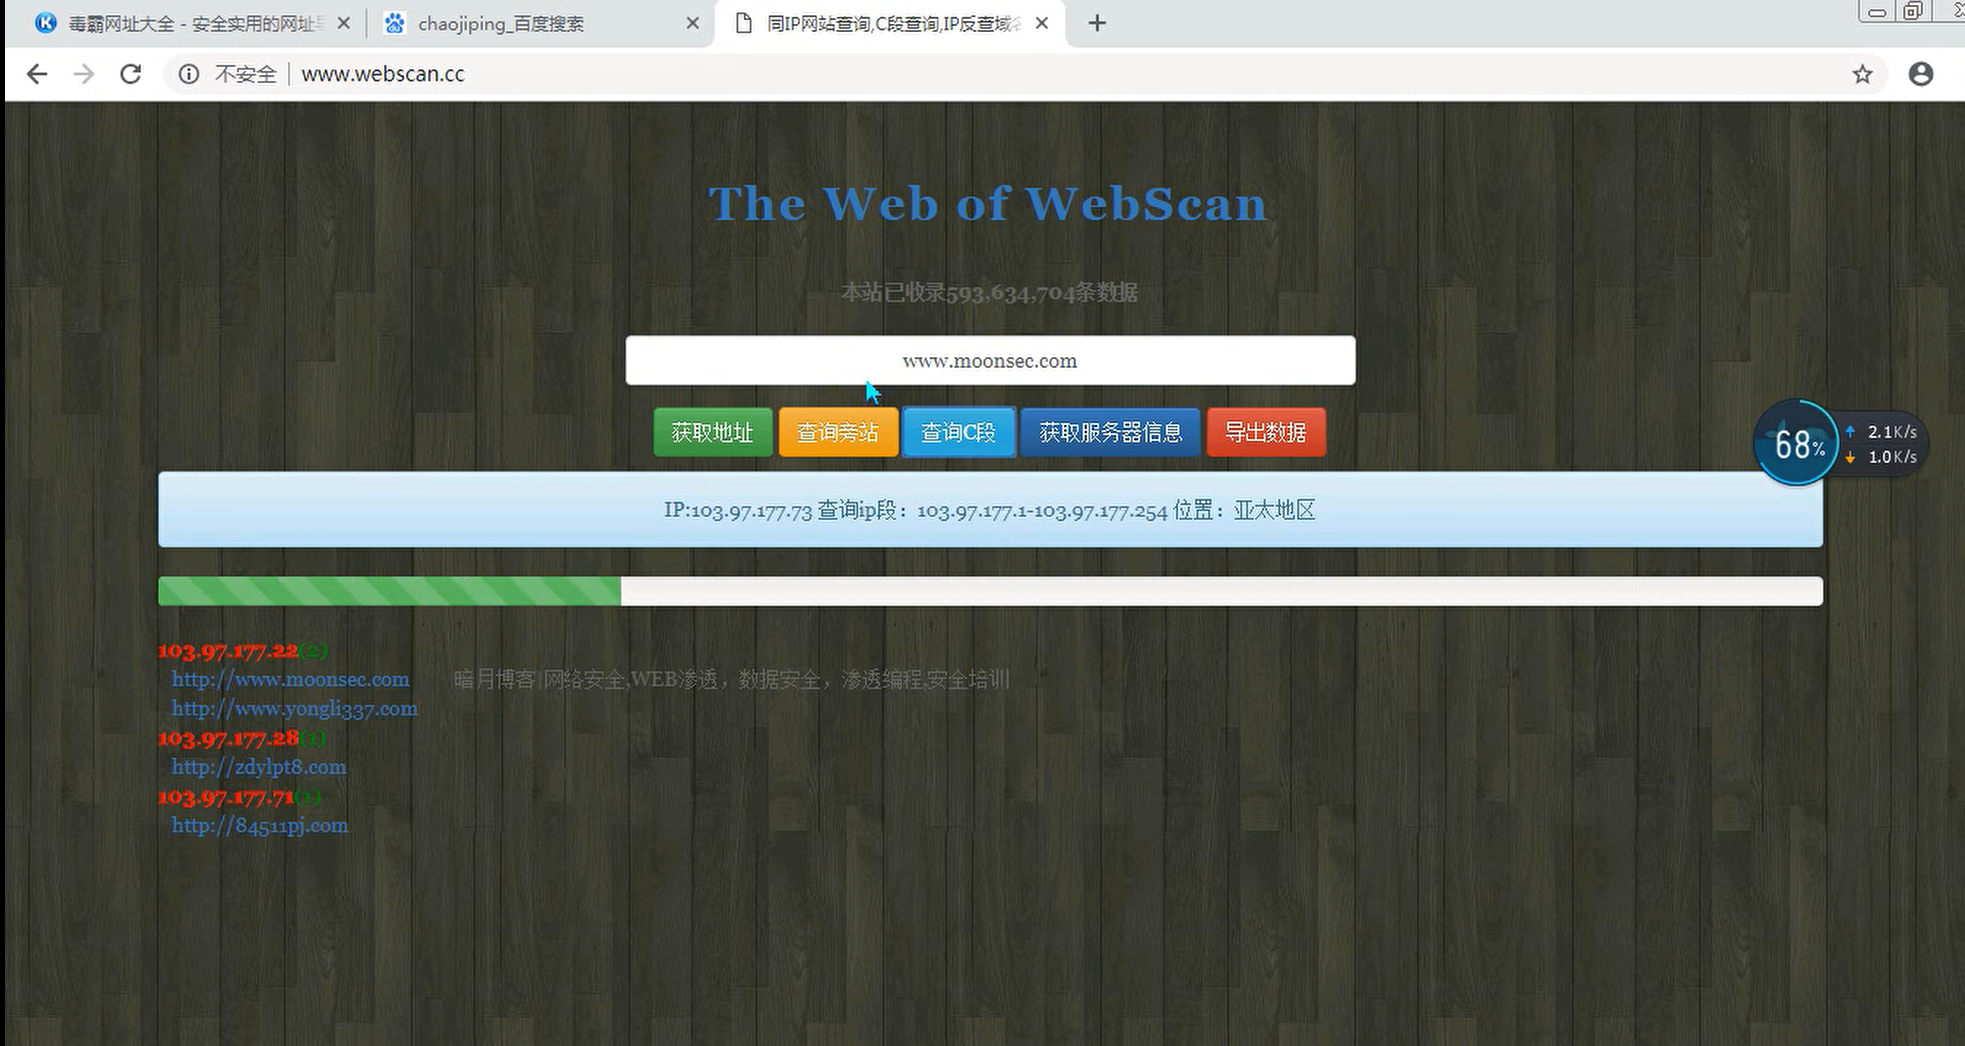 毒霸网址大全 - 安全实用的网址
chaojiping_百度搜索
同IP网站查询,C段查询,IP反查域
不安全
www.webscan.cc
The Web of WebScan
本站已收录593,634,704条数据
www.moonsec.com
获取地址
查询旁站
查询C段
获取服务器信息
导出数据
68%
2.1K/s
1.0K/s
IP:103.97.177.73 查询ip段：103.97.177.1-103.97.177.254 位置：亚太地区
103.97.177.22(2)
http://www.moonsec.com 暗月博客|网络安全,WEB渗透，数据安全，渗透编程,安全培训
http://www.yongli337.com
103.97.177.28(1)
http://zdylpt8.com
103.97.177.71(1)
http://84511pj.com